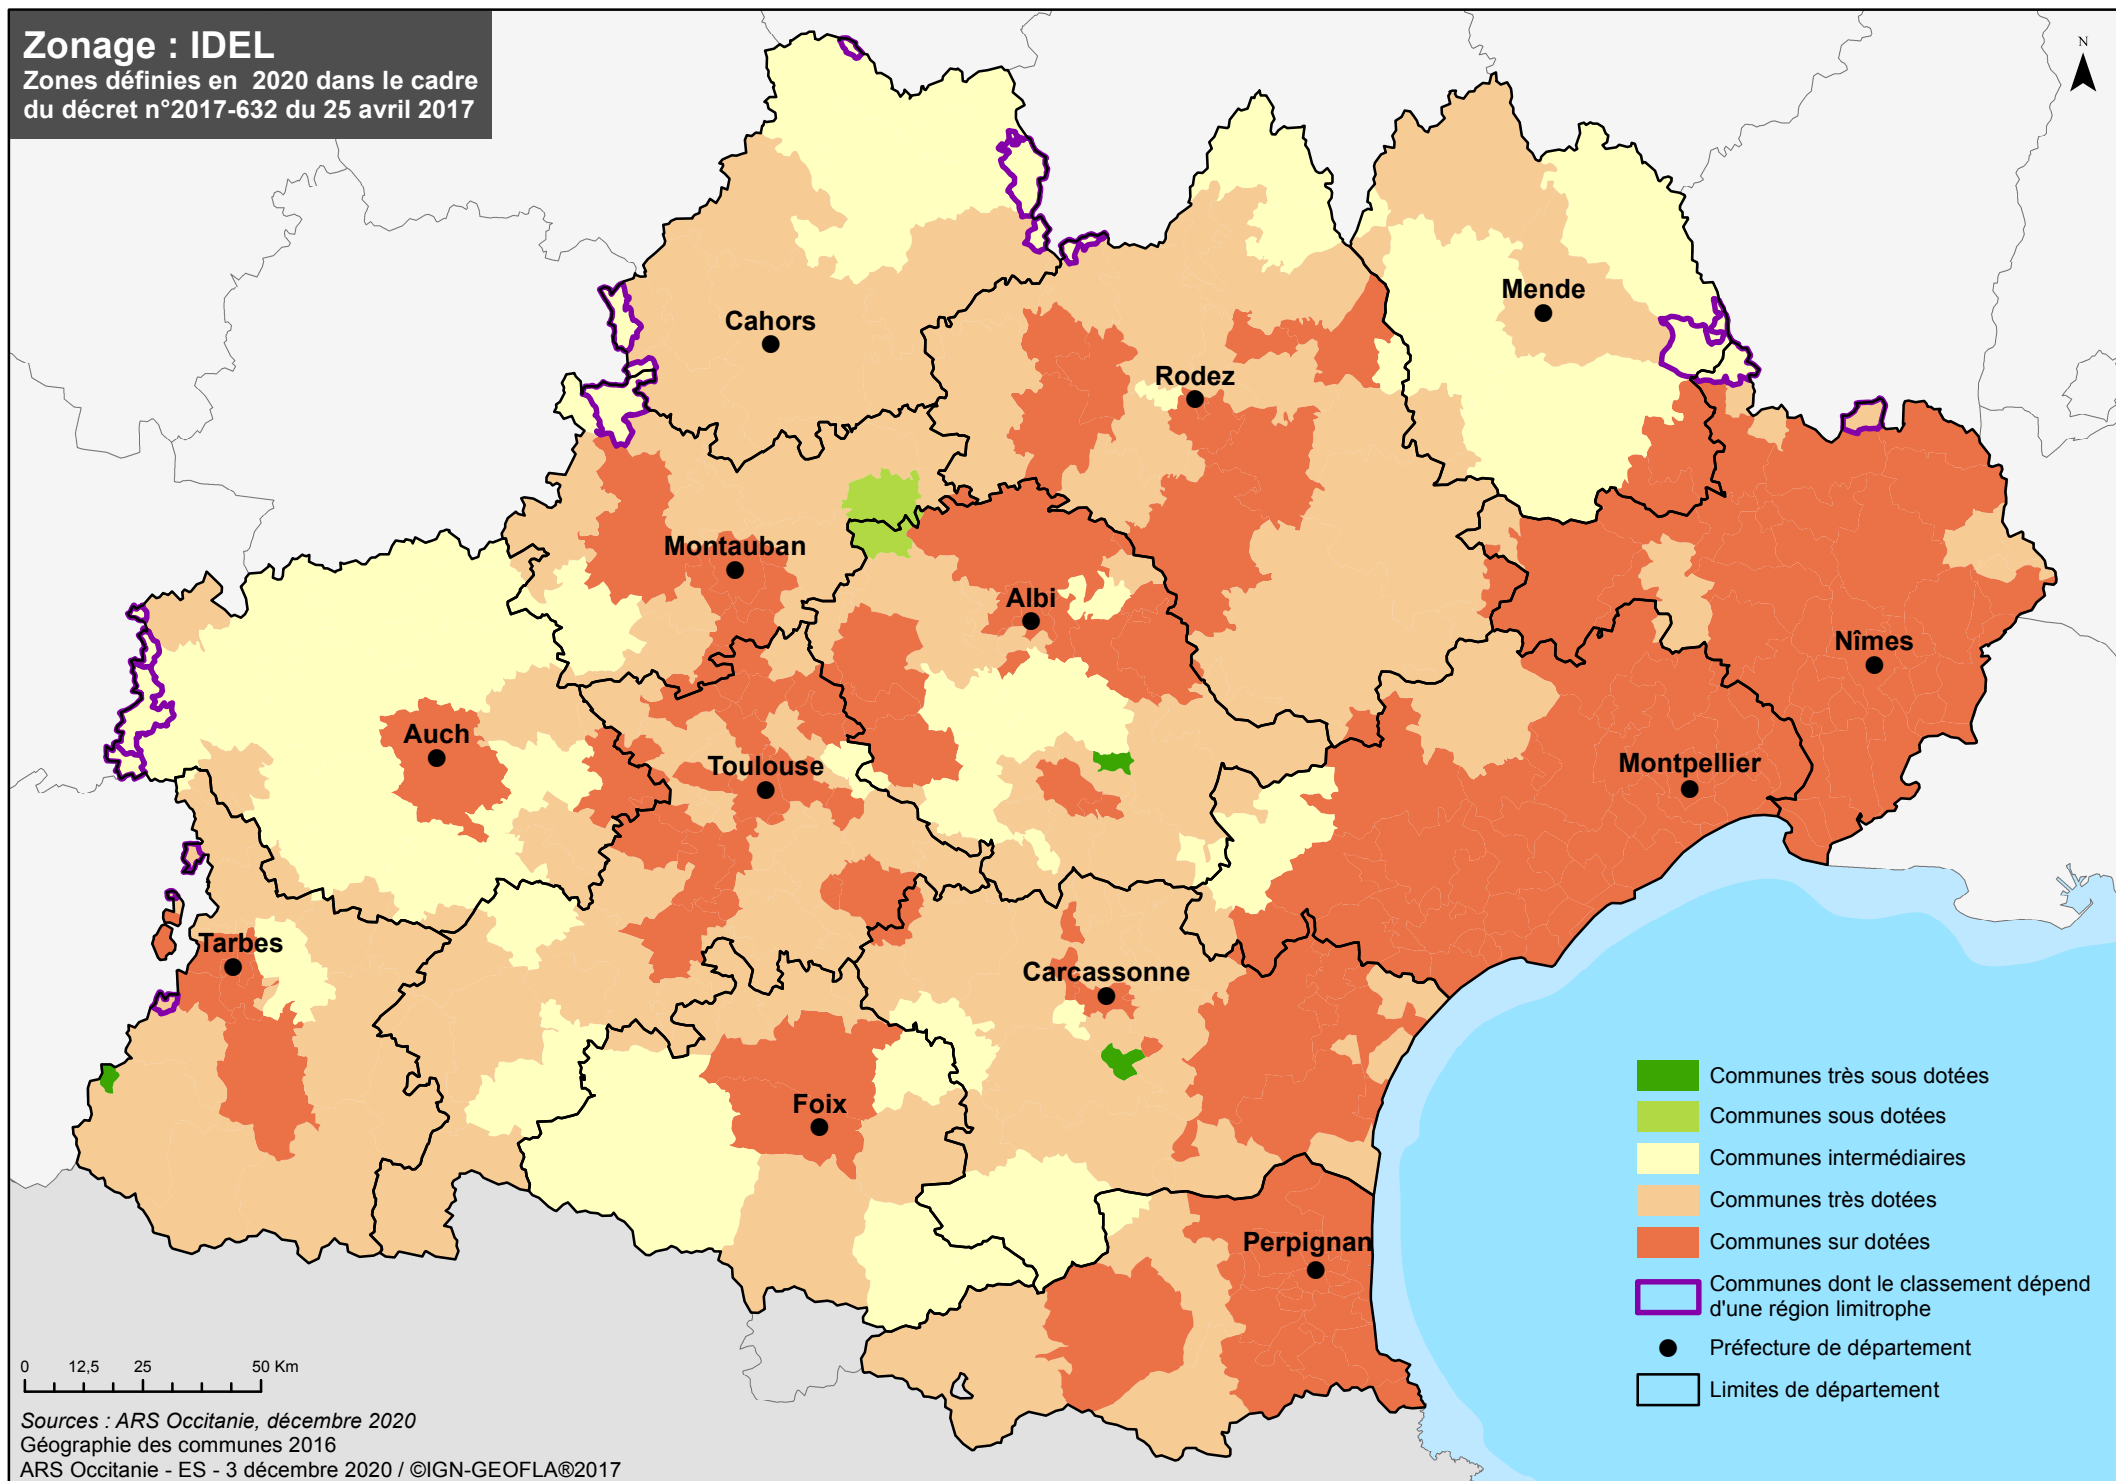 Zonage : IDEL
Zones définies en 2020 dans le cadre
du décret n°2017-632 du 25 avril 2017
N
Cahors
Mende
Rodez
Montauban
Albi
Nîmes
Auch
Toulouse
Montpellier
Tarbes
Carcassonne
Foix
Perpignan
Communes très sous dotées
Communes sous dotées
Communes intermédiaires
Communes très dotées
Communes sur dotées
Communes dont le classement dépend
d'une région limitrophe
Préfecture de département
Limites de département
0 12,5 25 50 Km
Sources : ARS Occitanie, décembre 2020
Géographie des communes 2016
ARS Occitanie - ES - 3 décembre 2020 / ©IGN-GEOFLA®2017